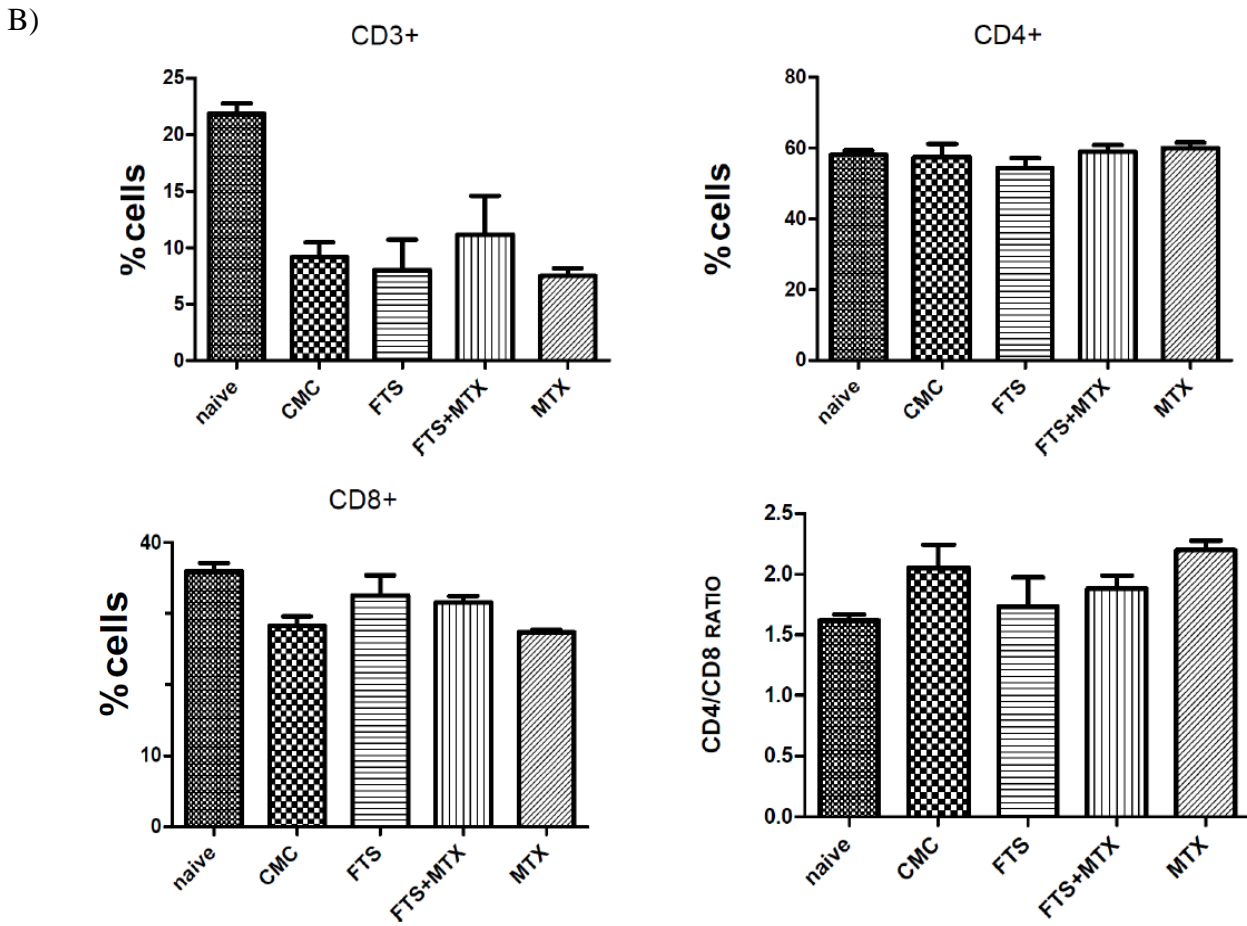 B)
CD3+
% cells
25
20
15
10
5
0
naive
CMC
FTS
FTS+MTX
MTX
CD4+
% cells
80
60
40
20
0
naive
CMC
FTS
FTS+MTX
MTX
CD8+
% cells
40
10
0
naive
CMC
FTS
FTS+MTX
MTX
CD4/CD8 RATIO
2.5
2.0
1.5
1.0
0.5
0.0
naive
CMC
FTS
FTS+MTX
MTX